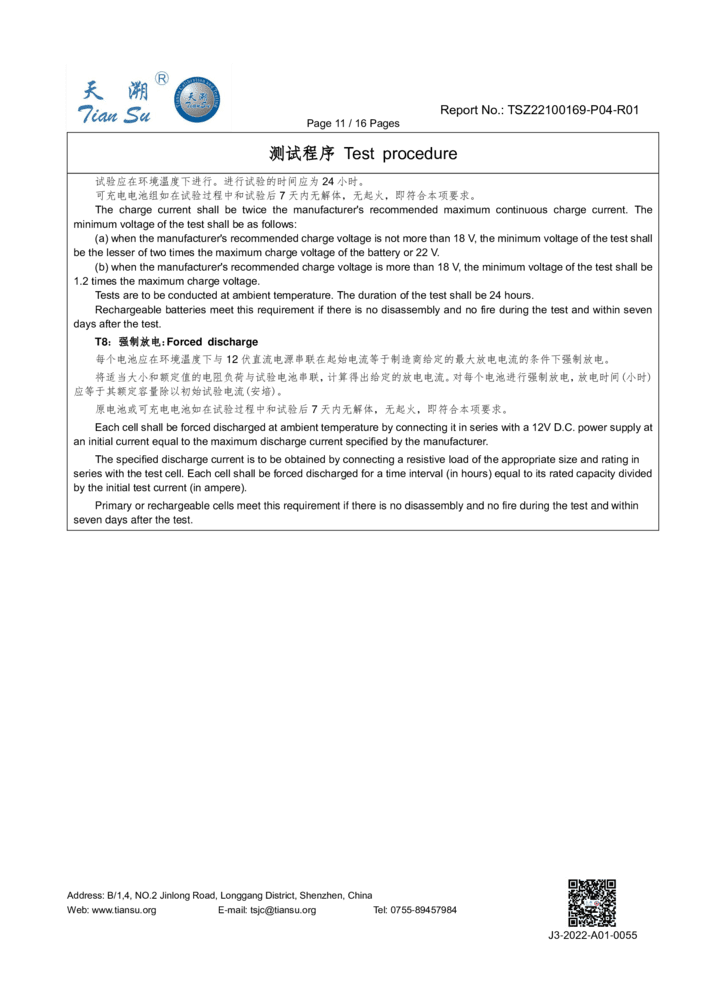 天 溯 ®
Tian Su
天溯
Report No.: TSZ22100169-P04-R01
Page 11 / 16 Pages
测试程序 Test procedure
试验应在环境温度下进行。进行试验的时间应为 24 小时。
可充电电池组如在试验过程中和试验后 7 天内无解体，无起火，即符合本项要求。
The charge current shall be twice the manufacturer's recommended maximum continuous charge current. The
minimum voltage of the test shall be as follows:
(a) when the manufacturer's recommended charge voltage is not more than 18 V, the minimum voltage of the test shall
be the lesser of two times the maximum charge voltage of the battery or 22 V.
(b) when the manufacturer's recommended charge voltage is more than 18 V, the minimum voltage of the test shall be
1.2 times the maximum charge voltage.
Tests are to be conducted at ambient temperature. The duration of the test shall be 24 hours.
Rechargeable batteries meet this requirement if there is no disassembly and no fire during the test and within seven
days after the test.
T8: 强制放电：Forced discharge
每个电池应在环境温度下与 12 伏直流电源串联在起始电流等于制造商给定的最大放电电流的条件下强制放电。
将适当大小和额定值的电阻负荷与试验电池串联，计算得出给定的放电电流。对每个电池进行强制放电，放电时间(小时)
应等于其额定容量除以初始试验电流(安培)。
原电池或可充电电池如在试验过程中和试验后 7 天内无解体，无起火，即符合本项要求。
Each cell shall be forced discharged at ambient temperature by connecting it in series with a 12V D.C. power supply at
an initial current equal to the maximum discharge current specified by the manufacturer.
The specified discharge current is to be obtained by connecting a resistive load of the appropriate size and rating in
series with the test cell. Each cell shall be forced discharged for a time interval (in hours) equal to its rated capacity divided
by the initial test current (in ampere).
Primary or rechargeable cells meet this requirement if there is no disassembly and no fire during the test and within
seven days after the test.
Address: B/1,4, NO.2 Jinlong Road, Longgang District, Shenzhen, China
Web: www.tiansu.org E-mail: tsjc@tiansu.org Tel: 0755-89457984
J3-2022-A01-0055